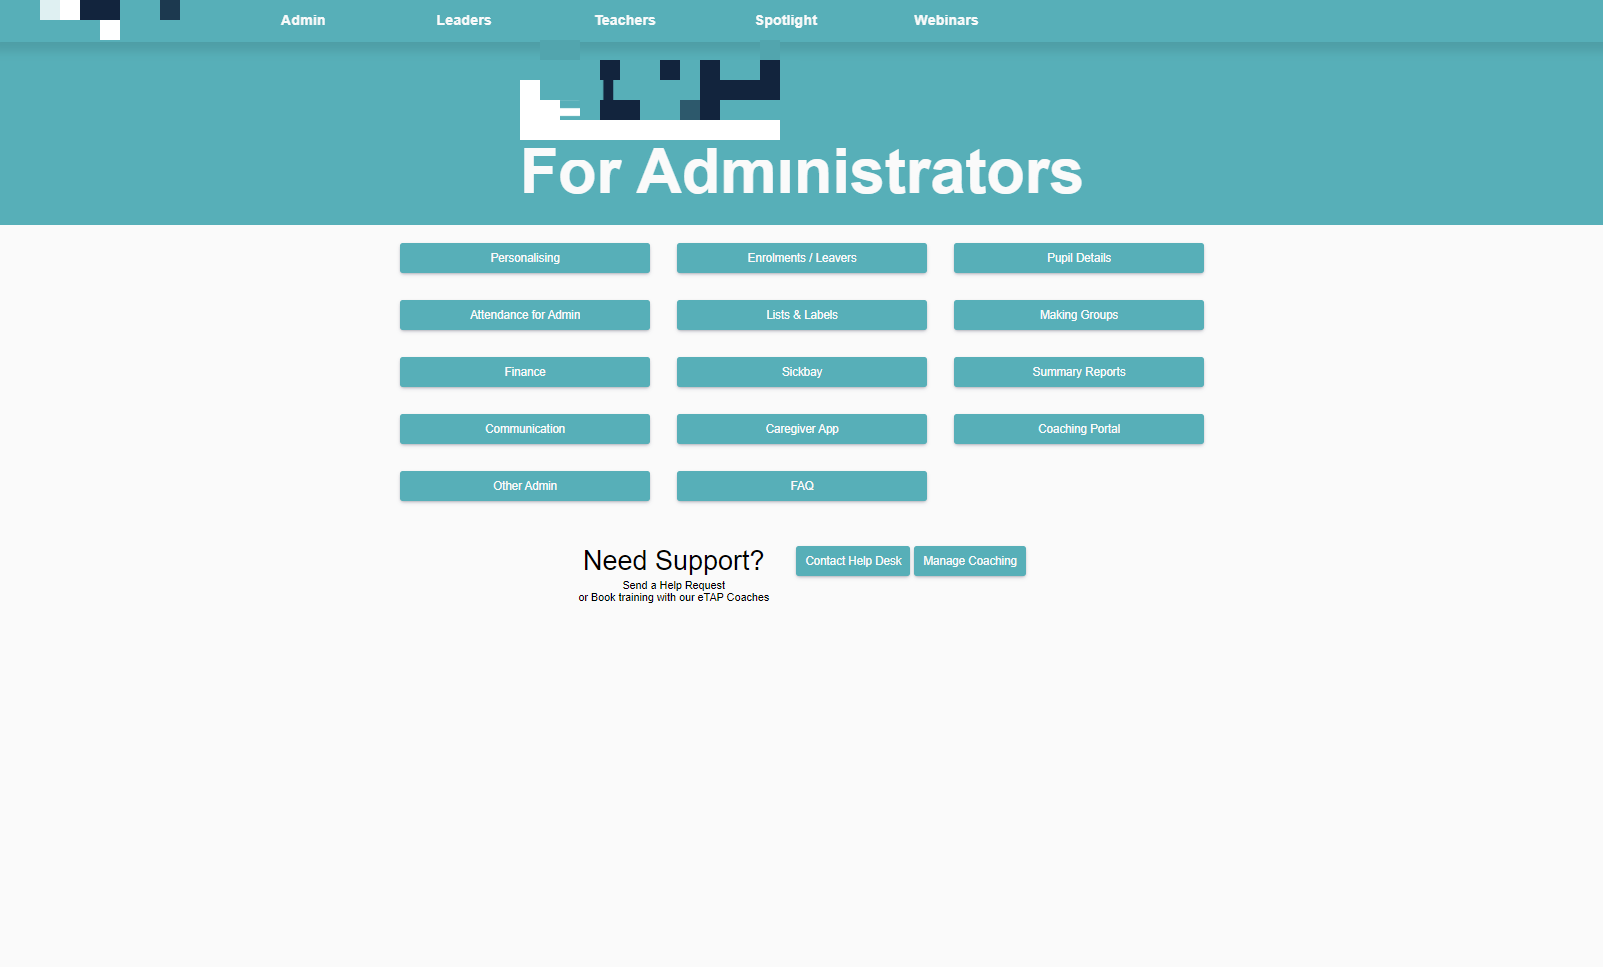 Admin Leaders Teachers Spotlight Webinars
For Administrators
Personalising Enrolments / Leavers Pupil Details
Attendance for Admin Lists & Labels Making Groups
Finance Sickbay Summary Reports
Communication Caregiver App Coaching Portal
Other Admin FAQ
Need Support? Contact Help Desk Manage Coaching
Send a Help Request
or Book training with our eTAP Coaches